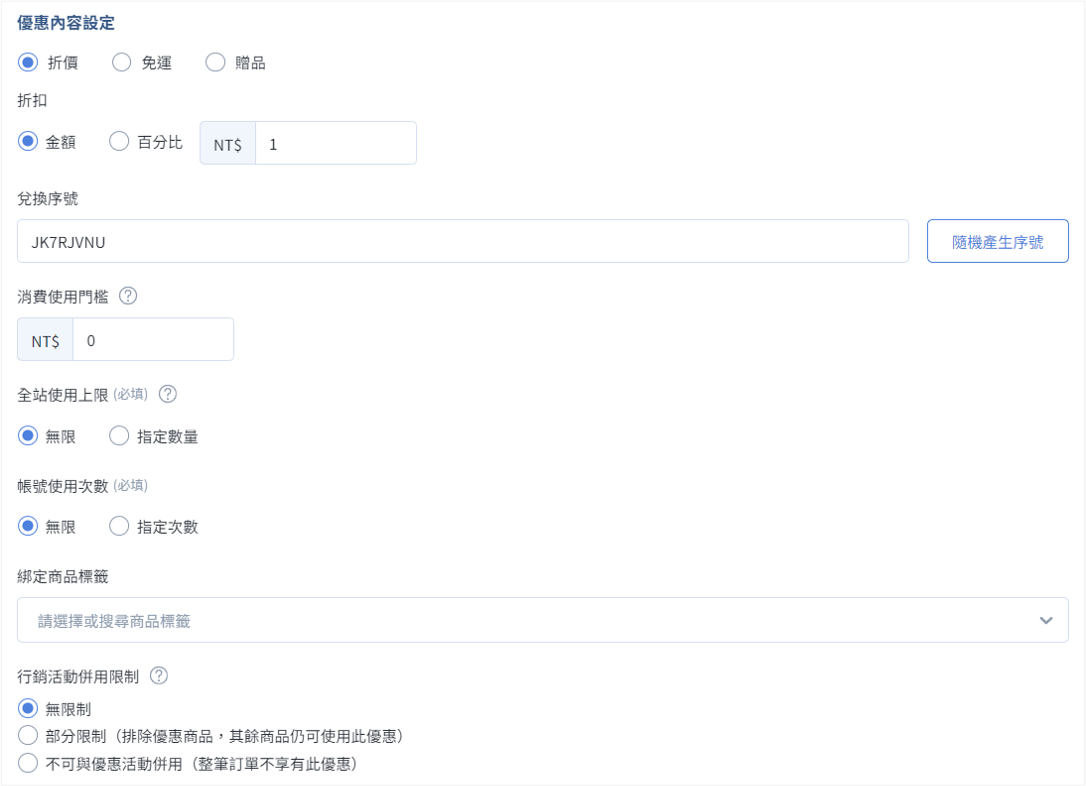 優惠內容設定
折價 免運 贈品
折扣
金額 百分比 NT$ 1
兌換序號
JK7RJVNU 隨機產生序號
消費使用門檻 ?
NT$ 0
全站使用上限 (必填) ?
無限 指定數量
帳號使用次數 (必填)
無限 指定次數
綁定商品標籤
請選擇或搜尋商品標籤
行銷活動併用限制 ?
無限制
部分限制（排除優惠商品，其餘商品仍可使用此優惠）
不可與優惠活動併用（整筆訂單不享有此優惠）